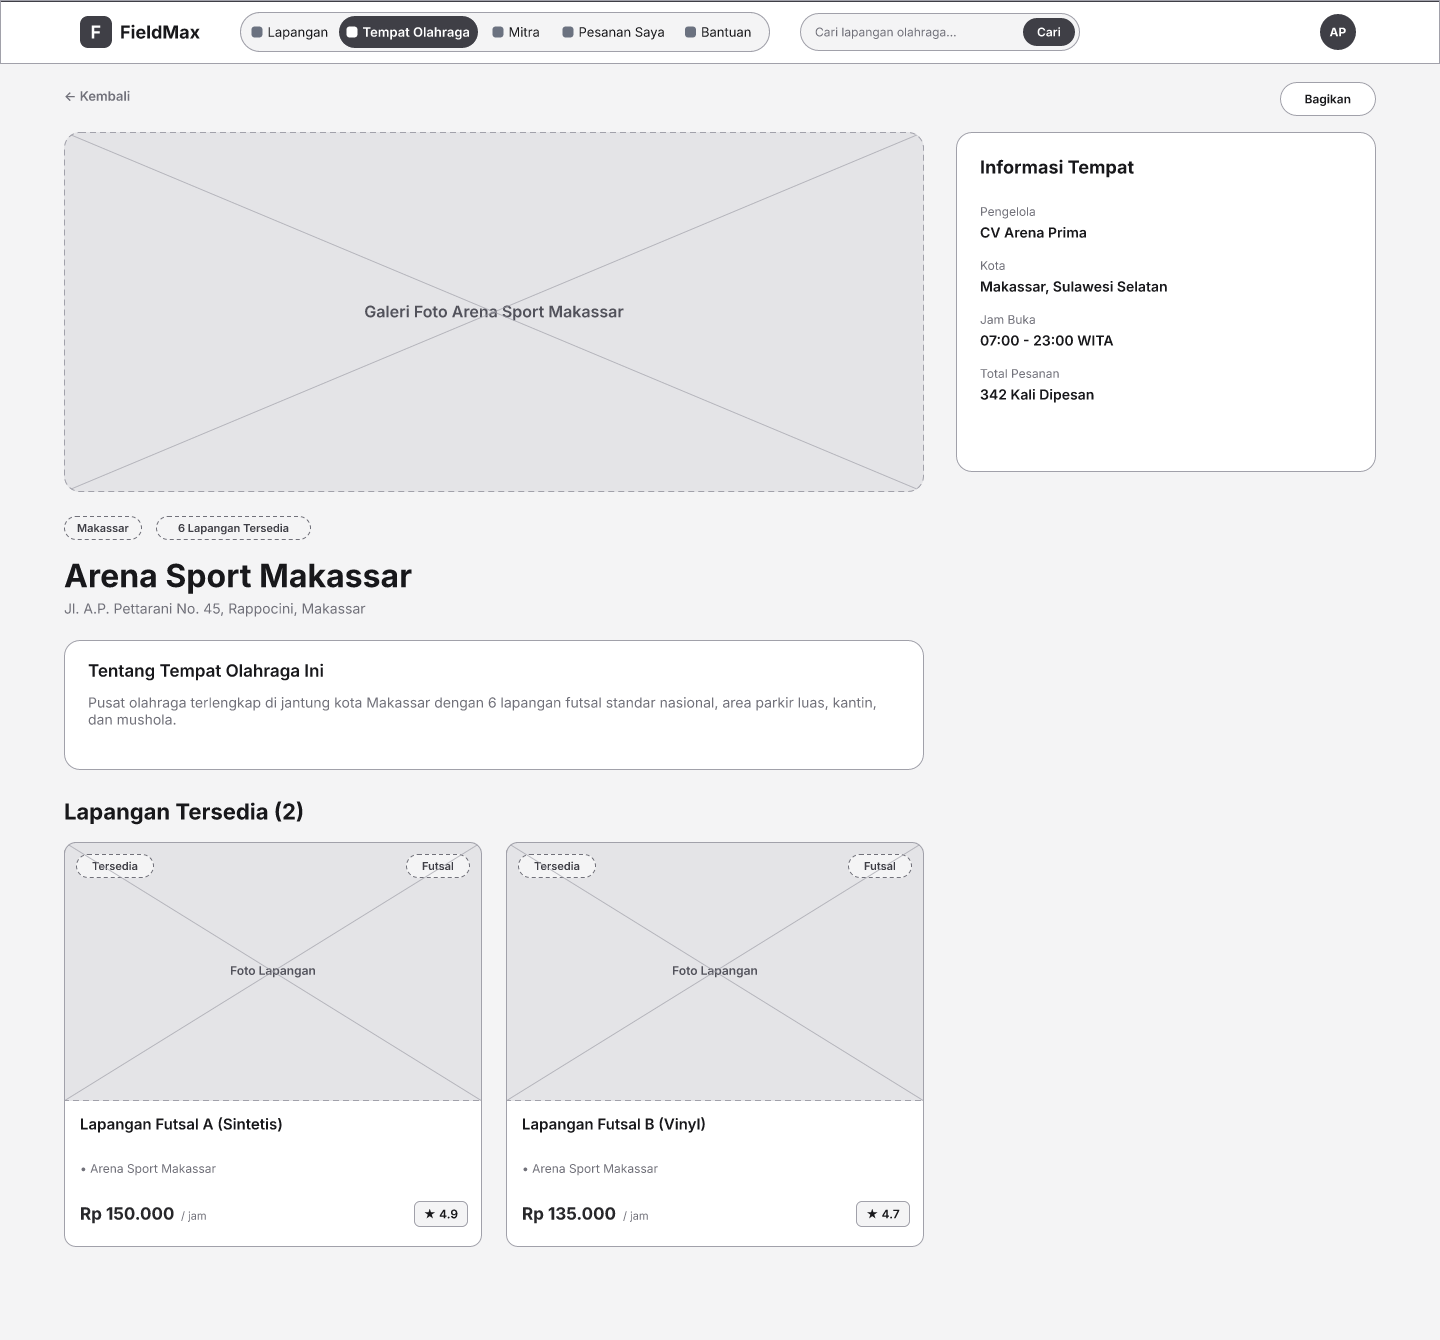 F FieldMax Lapangan Tempat Olahraga Mitra Pesanan Saya Bantuan Cari lapangan olahraga... Cari AP
← Kembali Bagikan
Galeri Foto Arena Sport Makassar
Informasi Tempat
Pengelola
CV Arena Prima
Kota
Makassar, Sulawesi Selatan
Jam Buka
07:00 - 23:00 WITA
Total Pesanan
342 Kali Dipesan
Makassar 6 Lapangan Tersedia
Arena Sport Makassar
Jl. A.P. Pettarani No. 45, Rappocini, Makassar
Tentang Tempat Olahraga Ini
Pusat olahraga terlengkap di jantung kota Makassar dengan 6 lapangan futsal standar nasional, area parkir luas, kantin,
dan mushola.
Lapangan Tersedia (2)
Tersedia Futsal
Foto Lapangan
Lapangan Futsal A (Sintetis)
• Arena Sport Makassar
Rp 150.000 / jam ★ 4.9
Tersedia Futsal
Foto Lapangan
Lapangan Futsal B (Vinyl)
• Arena Sport Makassar
Rp 135.000 / jam ★ 4.7